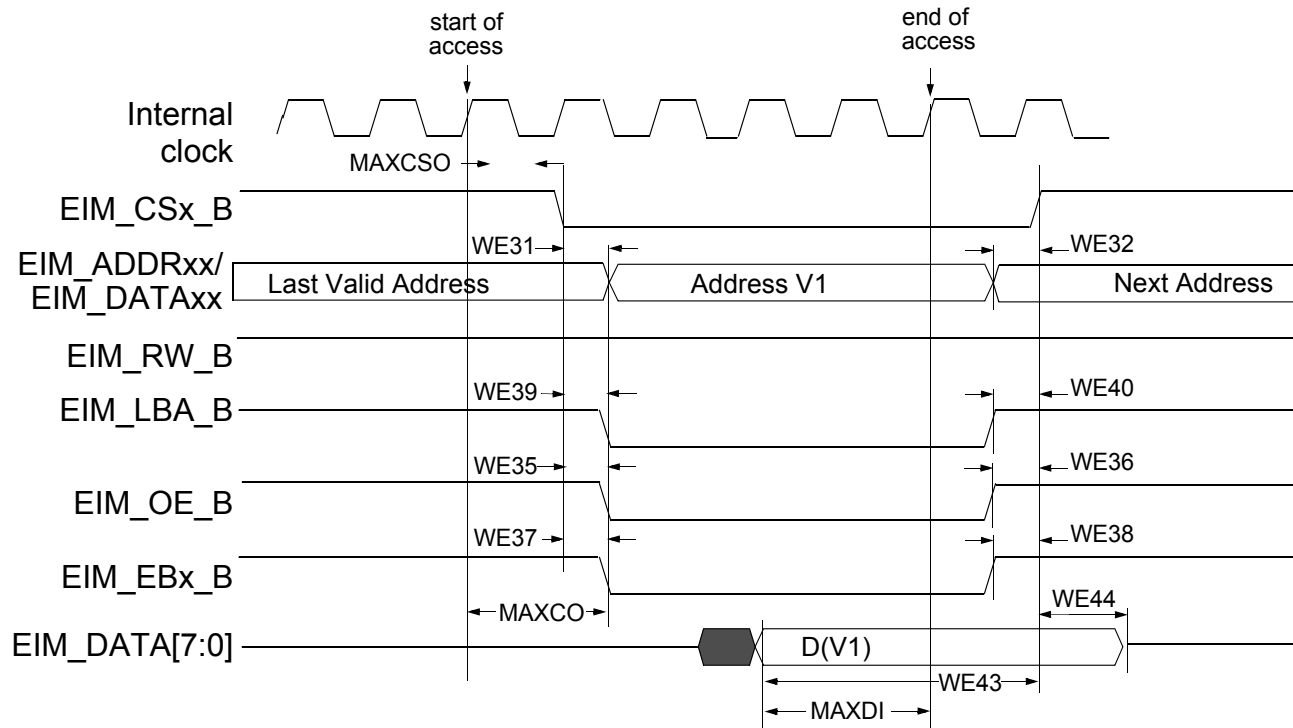 start of
access
end of
access
Internal
clock
MAXCSO
EIM_CSx_B
WE31
WE32
EIM_ADDRxx/
EIM_DATAxx
Last Valid Address
Address V1
Next Address
EIM_RW_B
WE39
WE40
EIM_LBA_B
WE35
WE36
EIM_OE_B
WE37
WE38
EIM_EBx_B
WE44
MAXCO
EIM_DATA[7:0]
D(V1)
WE43
MAXDI